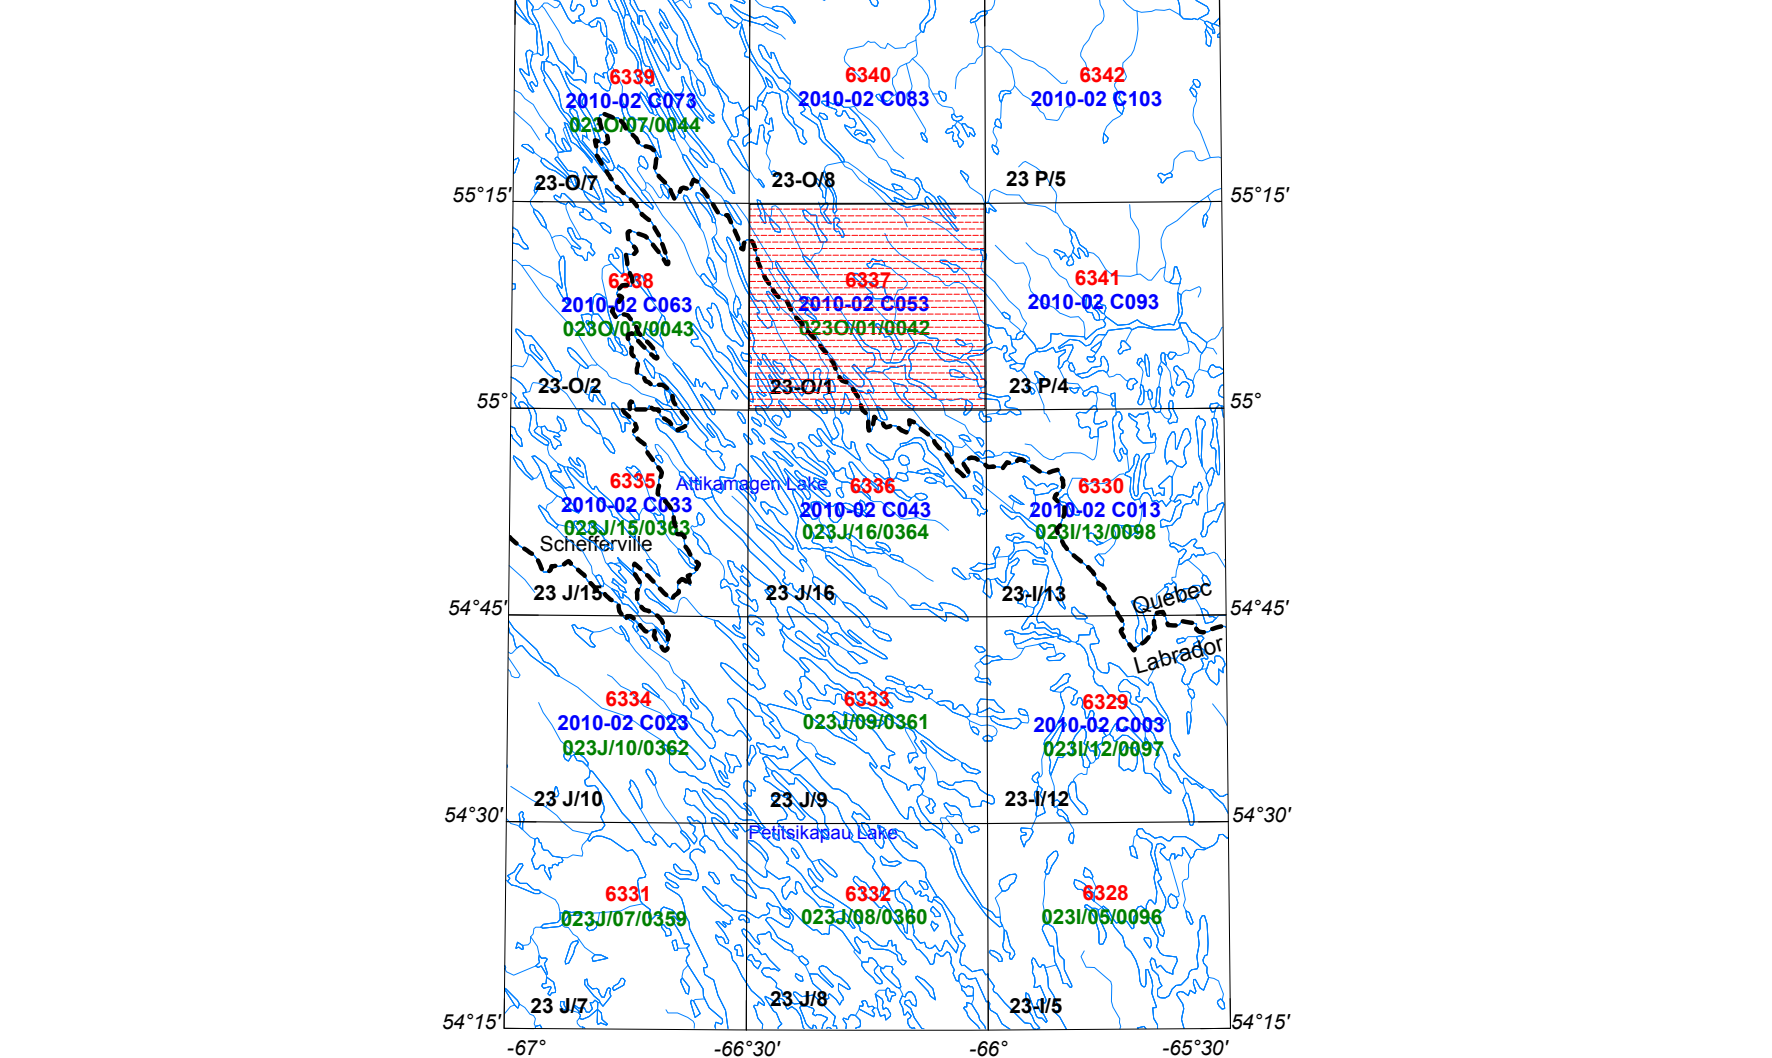 6339
2010-02 C073
023O/07/0044
23-O/7
6340
2010-02 C083
23-O/8
6342
2010-02 C103
23 P/5
55°15'
55°15'
6338
2010-02 C063
023O/02/0043
23-O/2
6337
2010-02 C053
023O/01/0042
23-O/1
6341
2010-02 C093
23 P/4
55°
55°
6335
2010-02 C033
023J/15/0363
Schefferville
23 J/15
Attikamagen Lake
6336
2010-02 C043
023J/16/0364
23 J/16
6330
2010-02 C013
023I/13/0098
23-I/13
Quebec
Labrador
54°45'
54°45'
6334
2010-02 C023
023J/10/0362
23 J/10
6333
023J/09/0361
23 J/9
6329
2010-02 C003
023I/12/0097
23-I/12
54°30'
54°30'
Petitsikapau Lake
6331
023J/07/0359
23 J/7
6332
023J/08/0360
23 J/8
6328
023I/05/0096
23-I/5
54°15'
54°15'
-67°
-66°30'
-66°
-65°30'